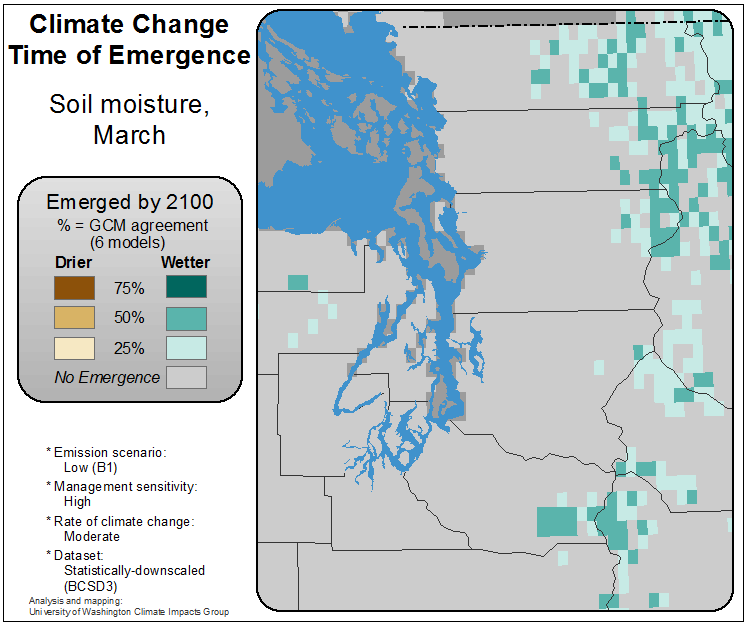 Climate Change
Time of Emergence
Soil moisture,
March
Emerged by 2100
% = GCM agreement
(6 models)
Drier Wetter
75%
50%
25%
No Emergence
* Emission scenario:
Low (B1)
* Management sensitivity:
High
* Rate of climate change:
Moderate
* Dataset:
Statistically-downscaled
(BCSD3)
Analysis and mapping:
University of Washington Climate Impacts Group